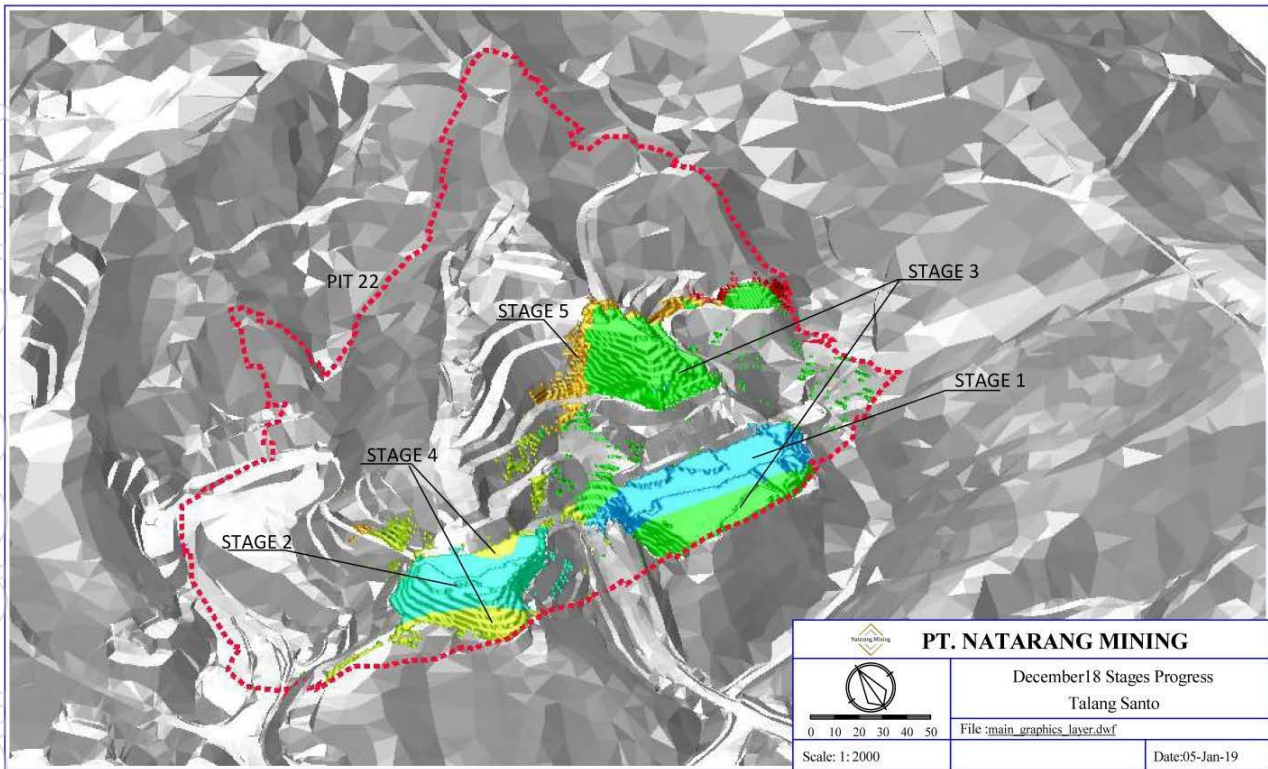 PIT 22
STAGE 3
STAGE 5
STAGE 1
STAGE 4
STAGE 2
Natarang Mining
PT. NATARANG MINING
December18 Stages Progress
Talang Santo
0 10 20 30 40 50
File :main_graphics_layer.dwf
Scale: 1: 2000
Date:05-Jan-19